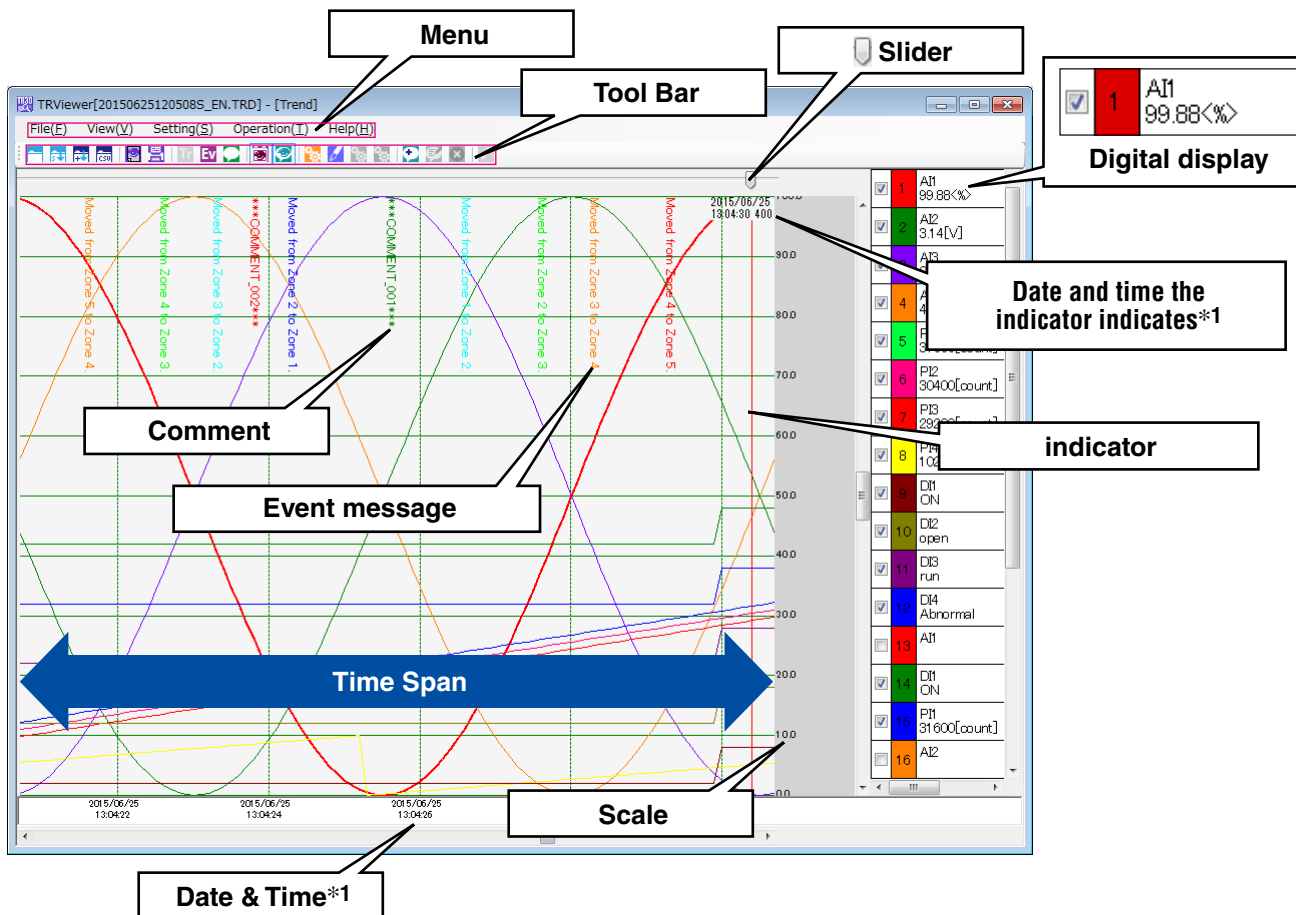 Menu
Slider
Tool Bar
1
AI1
99.88<%>
Digital display
TRViewer[20150625120508S_EN.TRD] - [Trend]
File(F) View(V) Setting(S) Operation(T) Help(H)
Tr Ev CSV
2015/06/25
13:04:30 400
100.0
90.0
80.0
70.0
60.0
50.0
40.0
30.0
20.0
10.0
0.0
Moved from Zone 5 to Zone 4.
Moved from Zone 4 to Zone 3.
Moved from Zone 3 to Zone 2.
***COMMENT_002***
Moved from Zone 2 to Zone 1.
***COMMENT_001***
Moved from Zone 1 to Zone 2.
Moved from Zone 2 to Zone 3.
Moved from Zone 3 to Zone 4.
Moved from Zone 4 to Zone 5.
1 AI1
99.88<%>
2 AI2
3.14[V]
AI3
4
5
6 PI2
30400[count]
7 PI3
8 PI4
9 DI1
ON
10 DI2
open
11 DI3
run
12 DI4
Abnormal
13 AI1
14 DI1
ON
15 PI1
31600[count]
16 AI2
Date and time the
indicator indicates*1
indicator
Comment
Event message
Time Span
Scale
2015/06/25
13:04:22
2015/06/25
13:04:24
2015/06/25
13:04:26
Date & Time*1